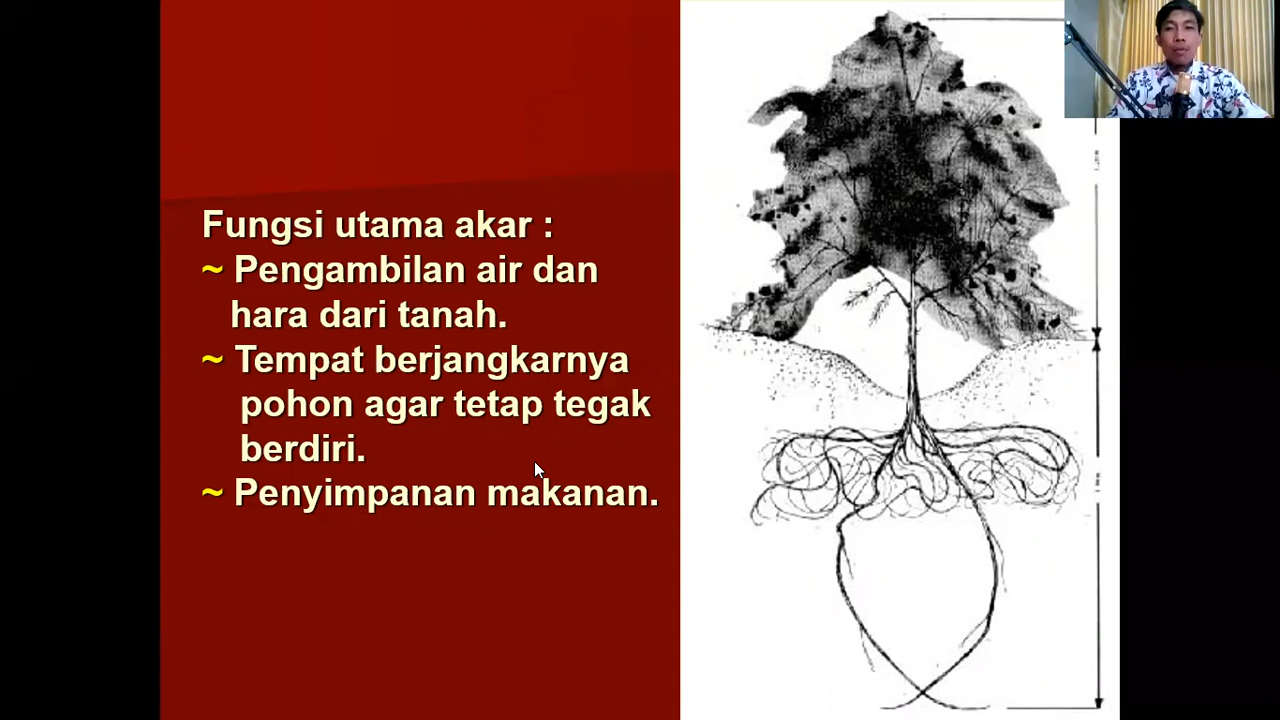 Fungsi utama akar :
~ Pengambilan air dan
hara dari tanah.
~ Tempat berjangkarnya
pohon agar tetap tegak
berdiri.
~ Penyimpanan makanan.